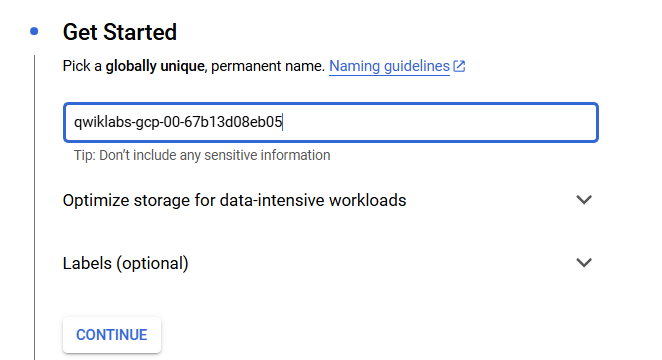 Get Started
Pick a globally unique, permanent name. Naming guidelines
qwiklabs-gcp-00-67b13d08eb05
Tip: Don’t include any sensitive information
Optimize storage for data-intensive workloads
Labels (optional)
CONTINUE